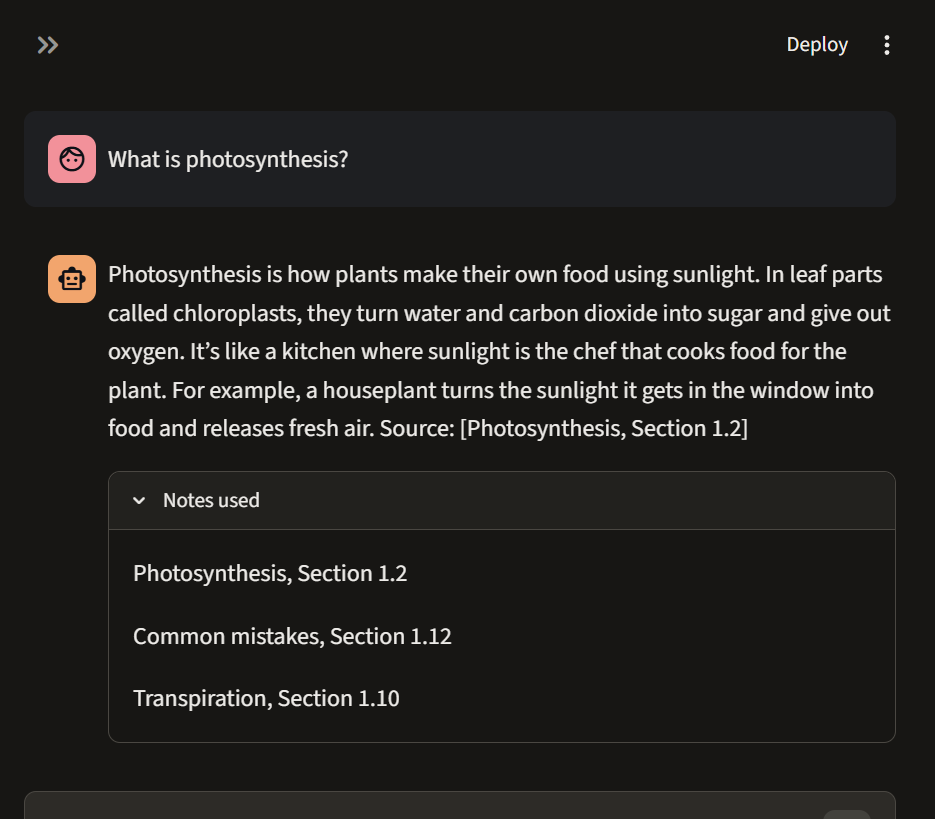 Deploy
What is photosynthesis?
Photosynthesis is how plants make their own food using sunlight. In leaf parts
called chloroplasts, they turn water and carbon dioxide into sugar and give out
oxygen. It’s like a kitchen where sunlight is the chef that cooks food for the
plant. For example, a houseplant turns the sunlight it gets in the window into
food and releases fresh air. Source: [Photosynthesis, Section 1.2]
Notes used
Photosynthesis, Section 1.2
Common mistakes, Section 1.12
Transpiration, Section 1.10